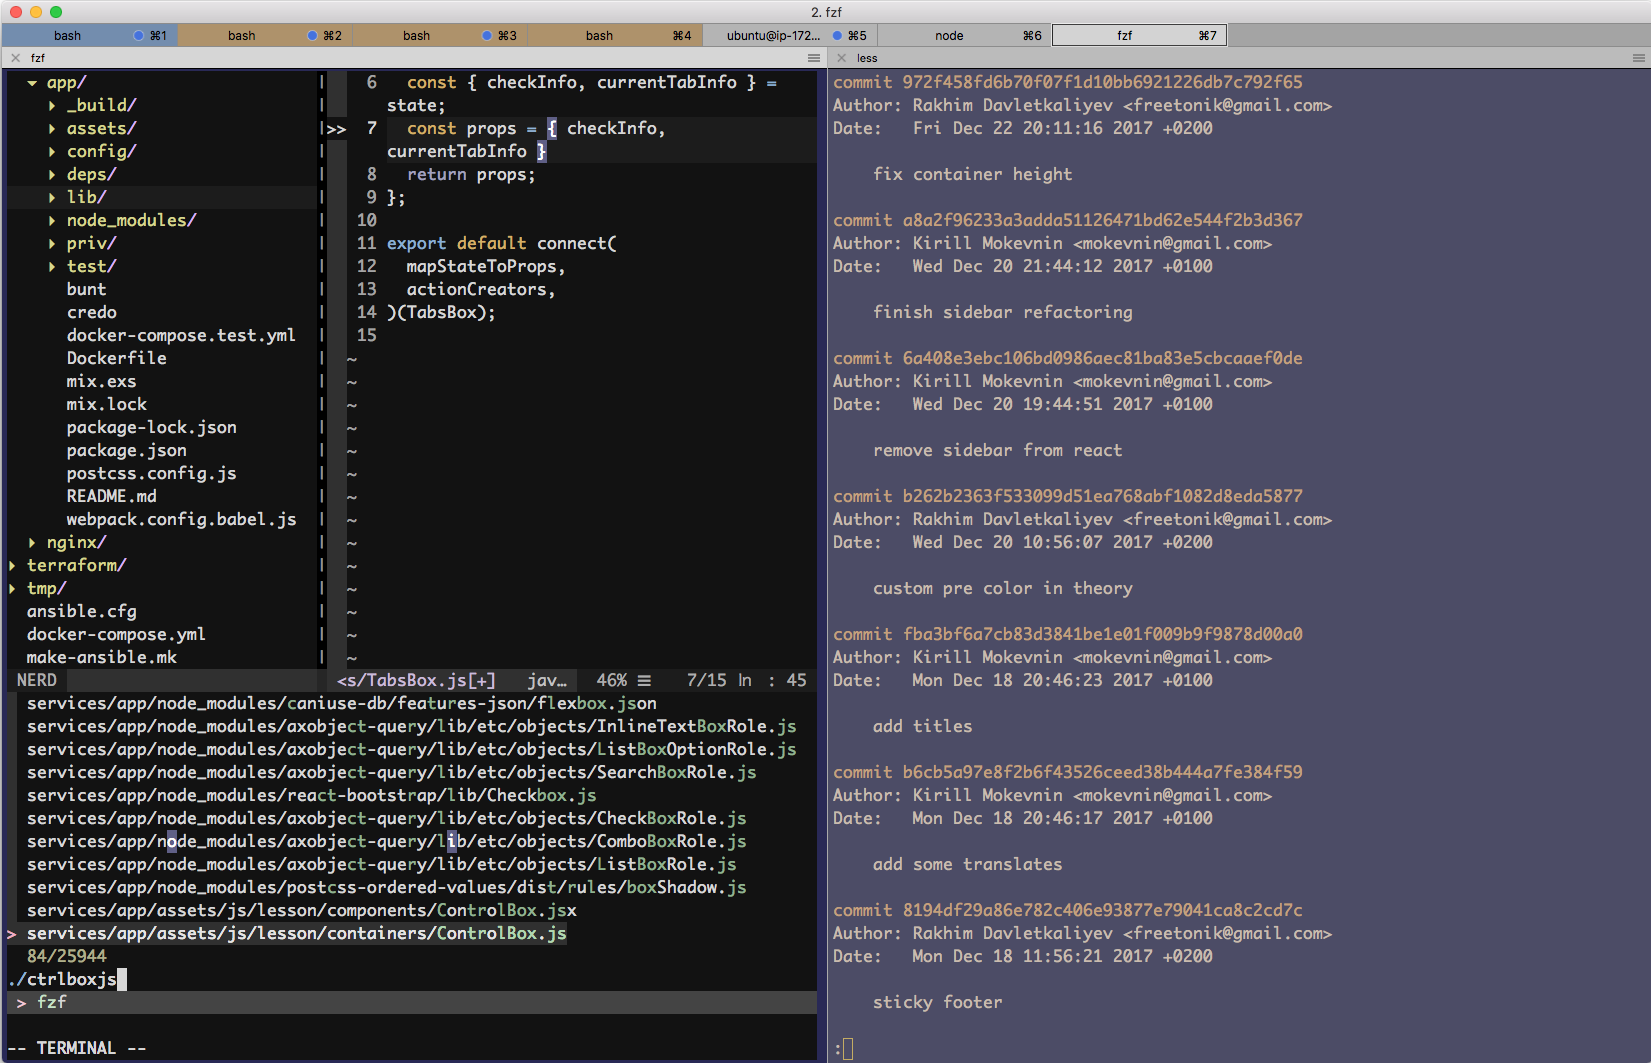 2. fzf
bash ⌘1
bash ⌘2
bash ⌘3
bash ⌘4
ubuntu@ip-172... ⌘5
node ⌘6
fzf ⌘7
fzf
▾ app/
▸ _build/
▸ assets/
▸ config/
▸ deps/
▸ lib/
▸ node_modules/
▸ priv/
▸ test/
bunt
credo
docker-compose.test.yml
Dockerfile
mix.exs
mix.lock
package-lock.json
package.json
postcss.config.js
README.md
webpack.config.babel.js
▸ nginx/
▸ terraform/
▸ tmp/
ansible.cfg
docker-compose.yml
make-ansible.mk
NERD
6 const { checkInfo, currentTabInfo } =
state;
>> 7 const props = { checkInfo,
currentTabInfo }
8 return props;
9 };
10
11 export default connect(
12 mapStateToProps,
13 actionCreators,
14 )(TabsBox);
15
~
~
~
~
~
~
~
~
~
~
~
~
~
~
<s/TabsBox.js[+] jav… 46% ☰ 7/15 ln : 45
services/app/node_modules/caniuse-db/features-json/flexbox.json
services/app/node_modules/axobject-query/lib/etc/objects/InlineTextBoxRole.js
services/app/node_modules/axobject-query/lib/etc/objects/ListBoxOptionRole.js
services/app/node_modules/axobject-query/lib/etc/objects/SearchBoxRole.js
services/app/node_modules/react-bootstrap/lib/Checkbox.js
services/app/node_modules/axobject-query/lib/etc/objects/CheckBoxRole.js
services/app/node_modules/axobject-query/lib/etc/objects/ComboBoxRole.js
services/app/node_modules/axobject-query/lib/etc/objects/ListBoxRole.js
services/app/node_modules/postcss-ordered-values/dist/rules/boxShadow.js
services/app/assets/js/lesson/components/ControlBox.jsx
> services/app/assets/js/lesson/containers/ControlBox.js
84/25944
./ctrlboxjs
> fzf
-- TERMINAL --
less
commit 972f458fd6b70f07f1d10bb6921226db7c792f65
Author: Rakhim Davletkaliyev <freetonik@gmail.com>
Date: Fri Dec 22 20:11:16 2017 +0200
fix container height
commit a8a2f96233a3adda51126471bd62e544f2b3d367
Author: Kirill Mokevnin <mokevnin@gmail.com>
Date: Wed Dec 20 21:44:12 2017 +0100
finish sidebar refactoring
commit 6a408e3ebc106bd0986aec81ba83e5cbcaaef0de
Author: Kirill Mokevnin <mokevnin@gmail.com>
Date: Wed Dec 20 19:44:51 2017 +0100
remove sidebar from react
commit b262b2363f533099d51ea768abf1082d8eda5877
Author: Rakhim Davletkaliyev <freetonik@gmail.com>
Date: Wed Dec 20 10:56:07 2017 +0200
custom pre color in theory
commit fba3bf6a7cb83d3841be1e01f009b9f9878d00a0
Author: Kirill Mokevnin <mokevnin@gmail.com>
Date: Mon Dec 18 20:46:23 2017 +0100
add titles
commit b6cb5a97e8f2b6f43526ceed38b444a7fe384f59
Author: Kirill Mokevnin <mokevnin@gmail.com>
Date: Mon Dec 18 20:46:17 2017 +0100
add some translates
commit 8194df29a86e782c406e93877e79041ca8c2cd7c
Author: Rakhim Davletkaliyev <freetonik@gmail.com>
Date: Mon Dec 18 11:56:21 2017 +0200
sticky footer
: